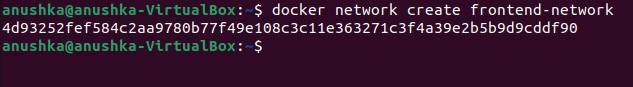 anushka@anushka-VirtualBox:~$ docker network create frontend-network
4d93252fef584c2aa9780b77f49e108c3c11e363271c3f4a39e2b5b9d9cddf90
anushka@anushka-VirtualBox:~$